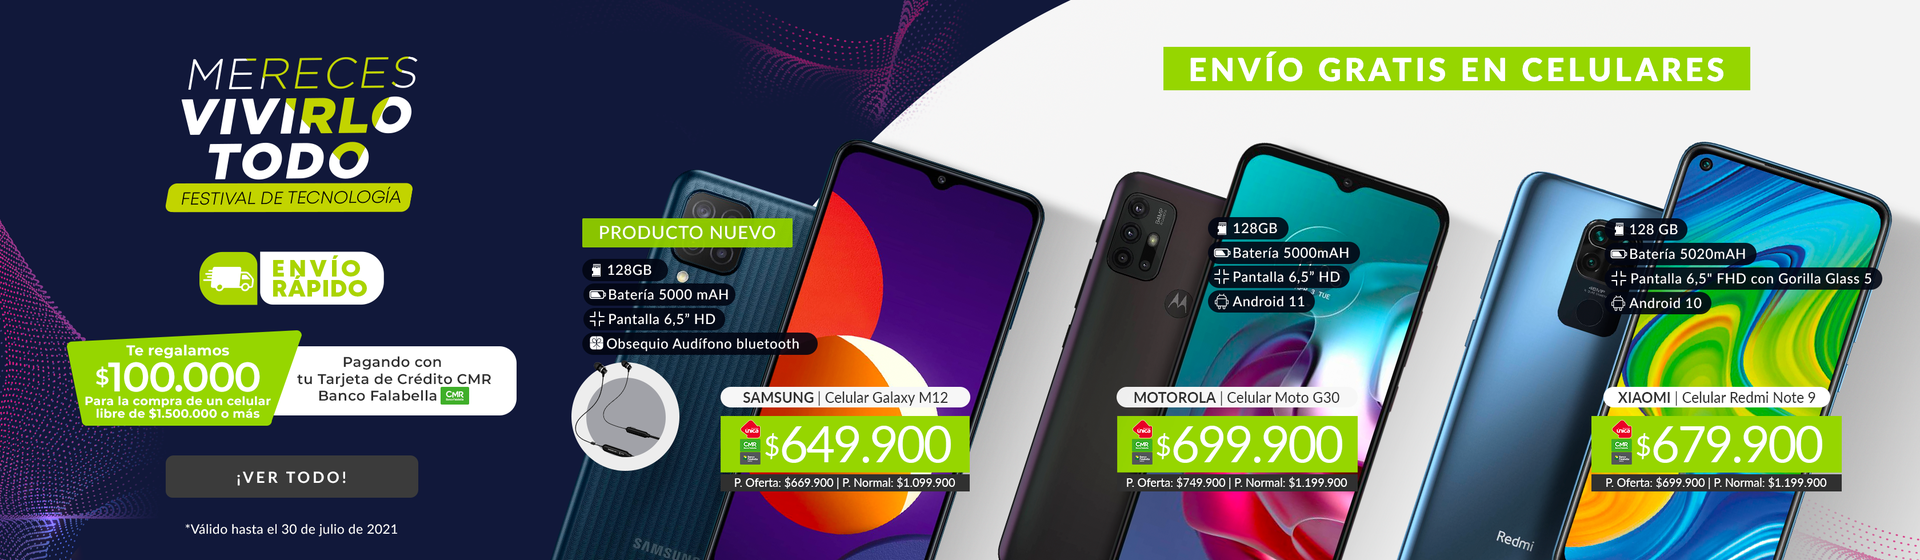 MERECES
VIVIRLO
TODO
FESTIVAL DE TECNOLOGÍA
ENVÍO
RÁPIDO
Te regalamos
$100.000
Para la compra de un celular
libre de $1.500.000 o más
Pagando con
tu Tarjeta de Crédito CMR
Banco Falabella CMR
¡VER TODO!
*Válido hasta el 30 de julio de 2021
ENVÍO GRATIS EN CELULARES
PRODUCTO NUEVO
128GB
Batería 5000 mAH
Pantalla 6,5” HD
Obsequio Audífono bluetooth
SAMSUNG | Celular Galaxy M12
única
CMR
$649.900
P. Oferta: $669.900 | P. Normal: $1.099.900
SAMSUNG
128GB
Batería 5000mAH
Pantalla 6,5” HD
Android 11
MOTOROLA | Celular Moto G30
única
CMR
$699.900
P. Oferta: $749.900 | P. Normal: $1.199.900
128 GB
Batería 5020mAH
Pantalla 6,5" FHD con Gorilla Glass 5
Android 10
XIAOMI | Celular Redmi Note 9
única
CMR
$679.900
P. Oferta: $699.900 | P. Normal: $1.199.900
Redmi